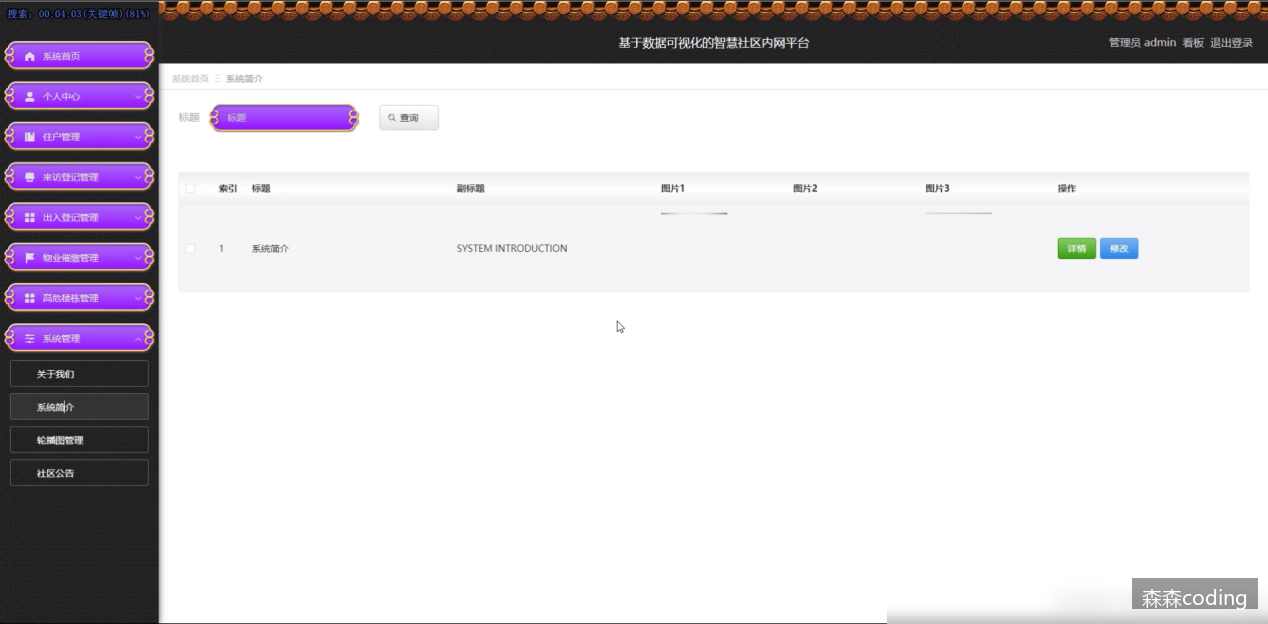 搜索: 00:04:03(关键帧)(81%)
基于数据可视化的智慧社区内网平台
管理员 admin 看板 退出登录
系统首页
个人中心
住户管理
来访登记管理
出入登记管理
物业催缴管理
高危楼栋管理
系统管理
关于我们
系统简介
轮播图管理
社区公告
系统首页 系统简介
标题 标题 查询
索引 标题 副标题 图片1 图片2 图片3 操作
1 系统简介 SYSTEM INTRODUCTION 详情 修改
森森coding